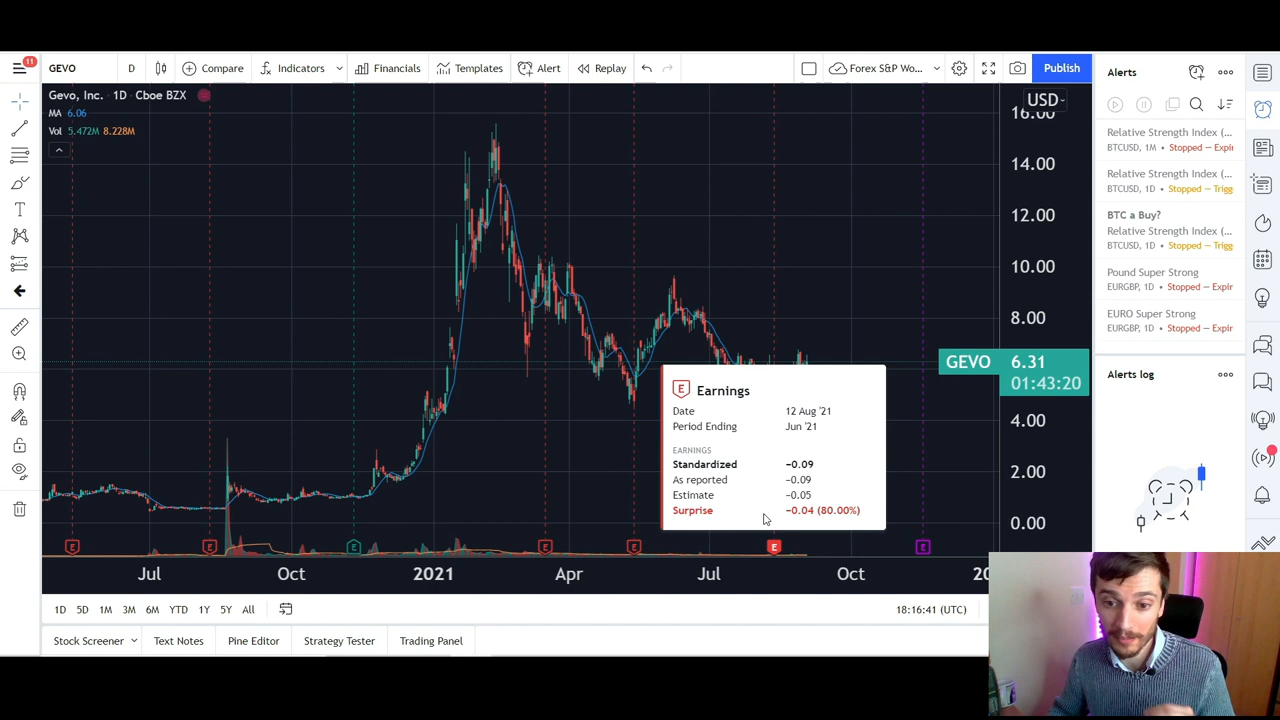 11
GEVO
D
Compare
Indicators
Financials
Templates
Alert
Replay
Forex S&P Wo...
Publish
Alerts
Gevo, Inc. · 1D · Cboe BZX
MA 6.06
Vol 5.472M 8.228M
USD
16.00
14.00
12.00
10.00
8.00
GEVO 6.31
01:43:20
4.00
2.00
0.00
Relative Strength Index (...
BTCUSD, 1M • Stopped — Expir
Relative Strength Index (...
BTCUSD, 1D • Stopped — Trigg
BTC a Buy?
Relative Strength Index (...
BTCUSD, 1D • Stopped — Trigg
Pound Super Strong
EURGBP, 1D • Stopped — Expir
EURO Super Strong
EURGBP, 1D • Stopped — Expir
Alerts log
E Earnings
Date 12 Aug '21
Period Ending Jun '21
EARNINGS
Standardized −0.09
As reported −0.09
Estimate −0.05
Surprise −0.04 (80.00%)
E E E E E E E
Jul Oct 2021 Apr Jul Oct 20
1D 5D 1M 3M 6M YTD 1Y 5Y All
18:16:41 (UTC)
Stock Screener
Text Notes
Pine Editor
Strategy Tester
Trading Panel